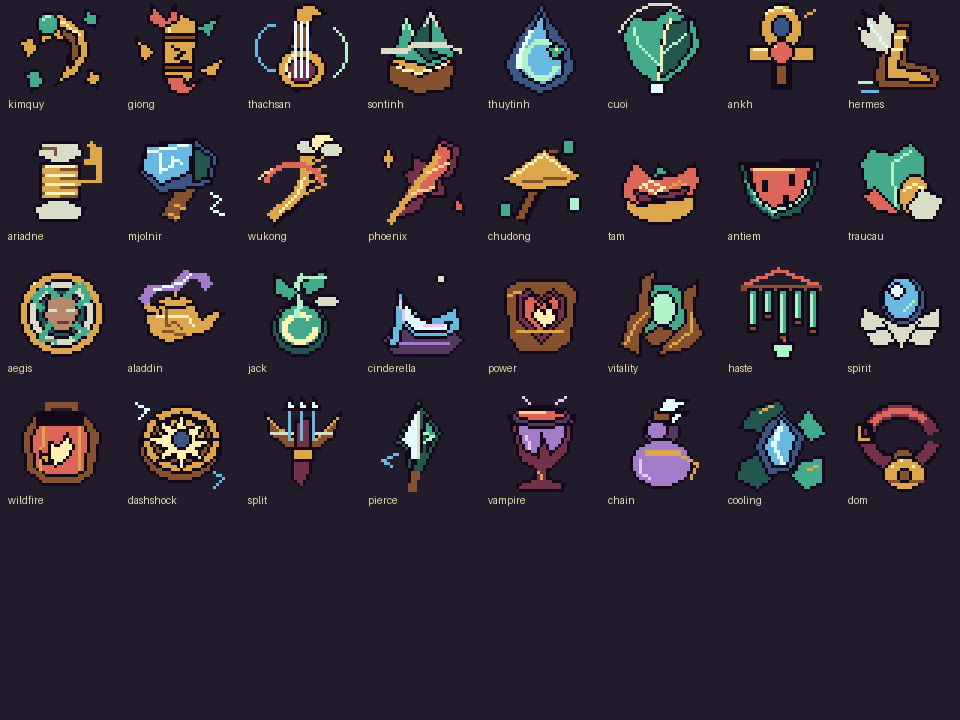 kimquy giong thachsan sontinh thuytinh cuoi ankh hermes
ariadne mjolnir wukong phoenix chudong tam antiem traucau
aegis aladdin jack cinderella power vitality haste spirit
wildfire dashshock split pierce vampire chain cooling dom